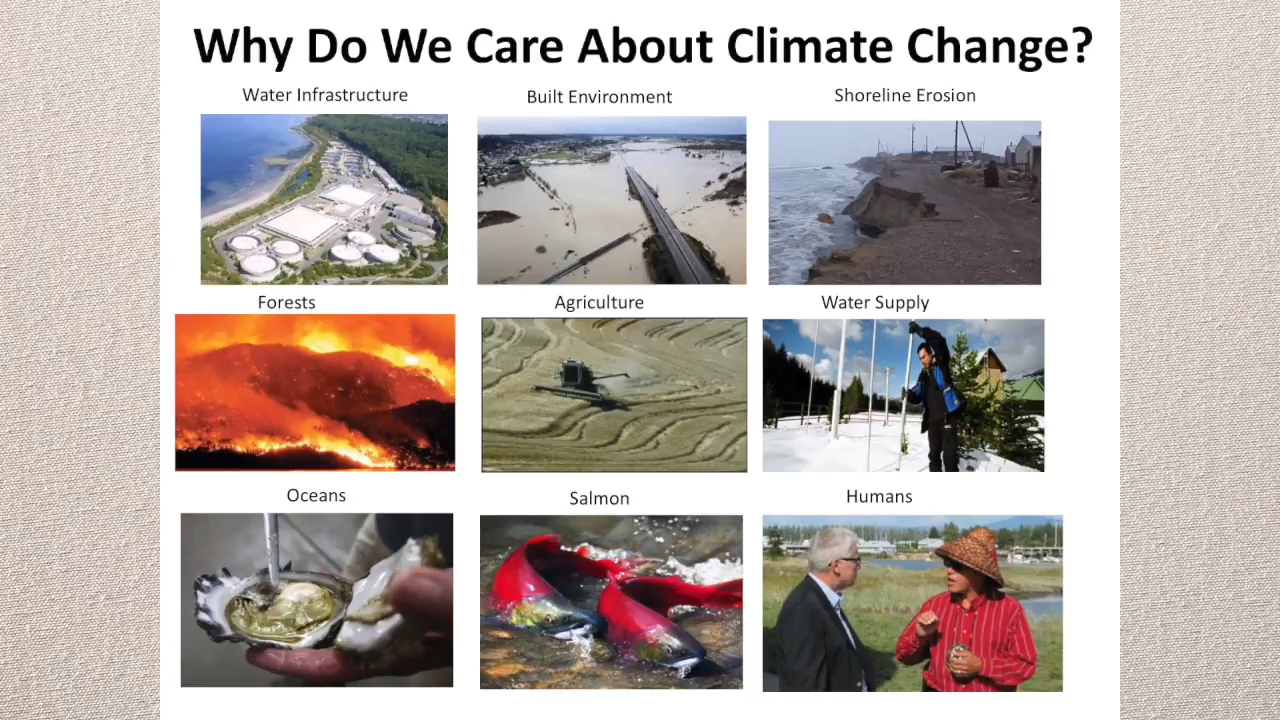 Why Do We Care About Climate Change?
Water Infrastructure
Built Environment
Shoreline Erosion
Forests
Agriculture
Water Supply
Oceans
Salmon
Humans